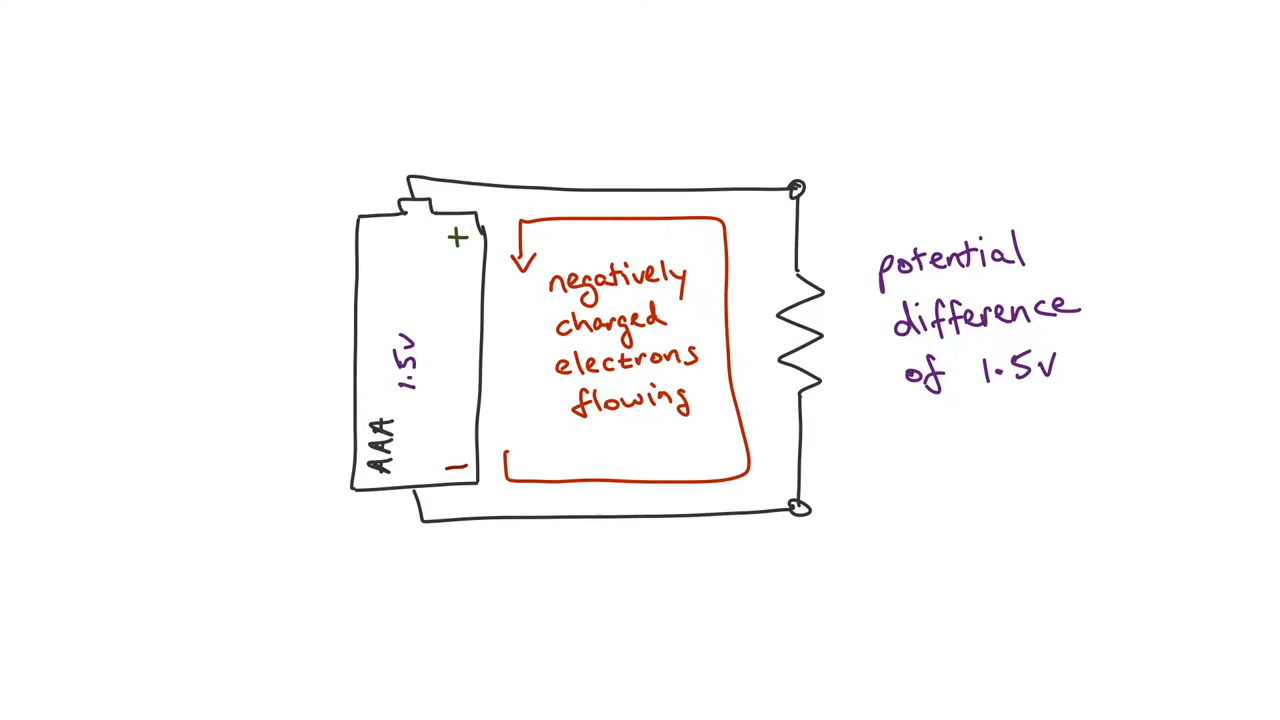 +
1.5v
AAA
−
negatively
charged
electrons
flowing
potential
difference
of 1.5v